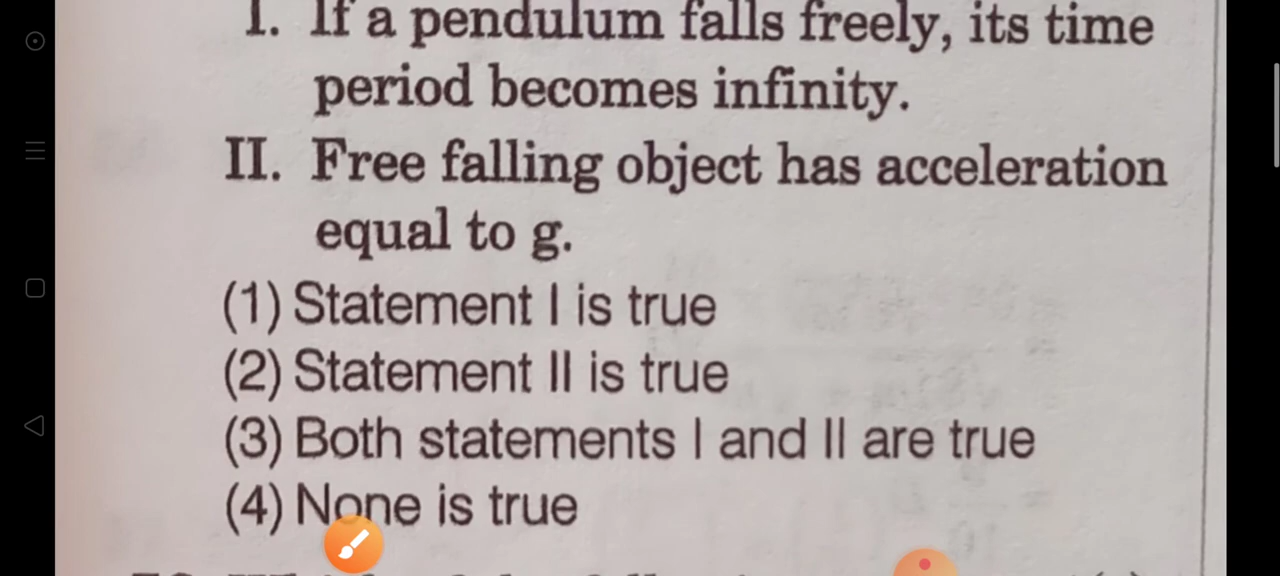 I. If a pendulum falls freely, its time
period becomes infinity.
II. Free falling object has acceleration
equal to g.
(1) Statement I is true
(2) Statement II is true
(3) Both statements I and II are true
(4) None is true